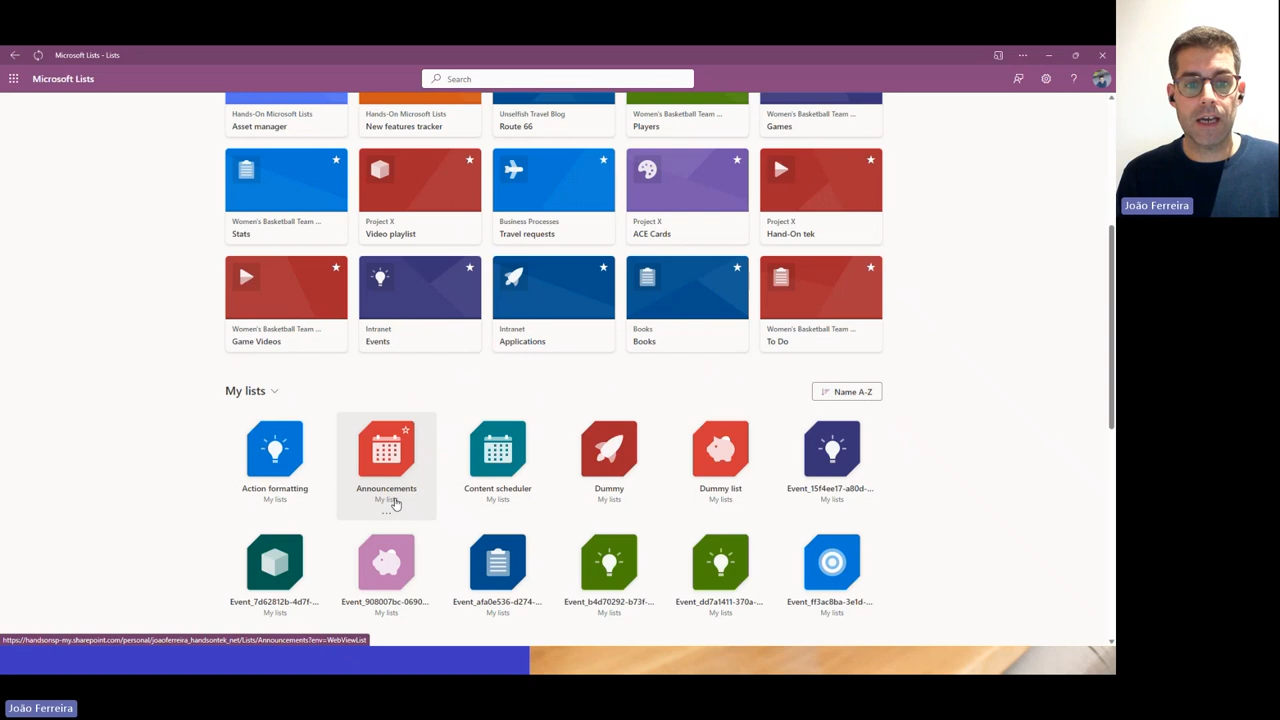 Microsoft Lists - Lists
Microsoft Lists
Search
Hands-On Microsoft Lists
Asset manager
Hands-On Microsoft Lists
New features tracker
Unselfish Travel Blog
Route 66
Women's Basketball Team ...
Players
Women's Basketball Team ...
Games
Women's Basketball Team ...
Stats
Project X
Video playlist
Business Processes
Travel requests
Project X
ACE Cards
Project X
Hand-On tek
Women's Basketball Team ...
Game Videos
Intranet
Events
Intranet
Applications
Books
Books
Women's Basketball Team ...
To Do
My lists
Name A-Z
Action formatting
My lists
Announcements
My lists
...
Content scheduler
My lists
Dummy
My lists
Dummy list
My lists
Event_15f4ee17-a80d-...
My lists
Event_7d62812b-4d7f-...
My lists
Event_908007bc-0690...
My lists
Event_afa0e536-d274-...
My lists
Event_b4d70292-b73f-...
My lists
Event_dd7a1411-370a-...
My lists
Event_ff3ac8ba-3e1d-...
My lists
https://handsonsp-my.sharepoint.com/personal/joaoferreira_handsontek_net/Lists/Announcements?env=WebViewList
João Ferreira
João Ferreira